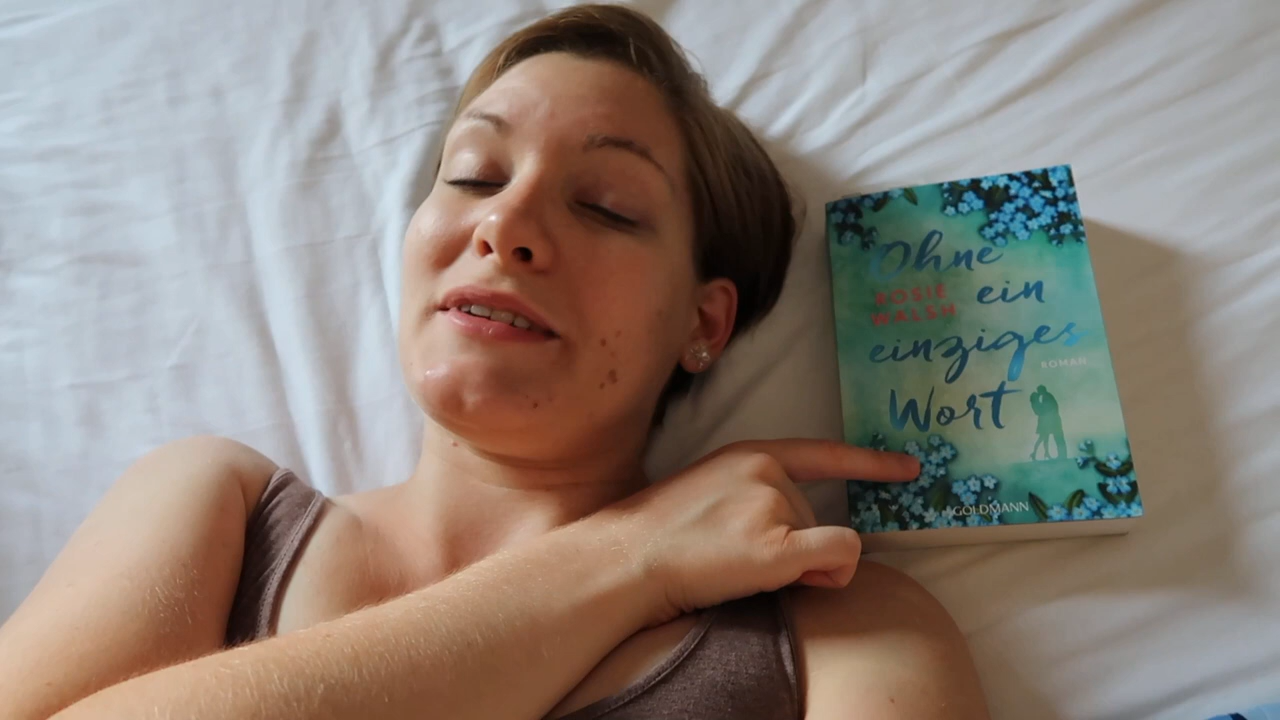 Ohne
ROSIE
WALSH
ein
einziges
ROMAN
Wort
GOLDMANN